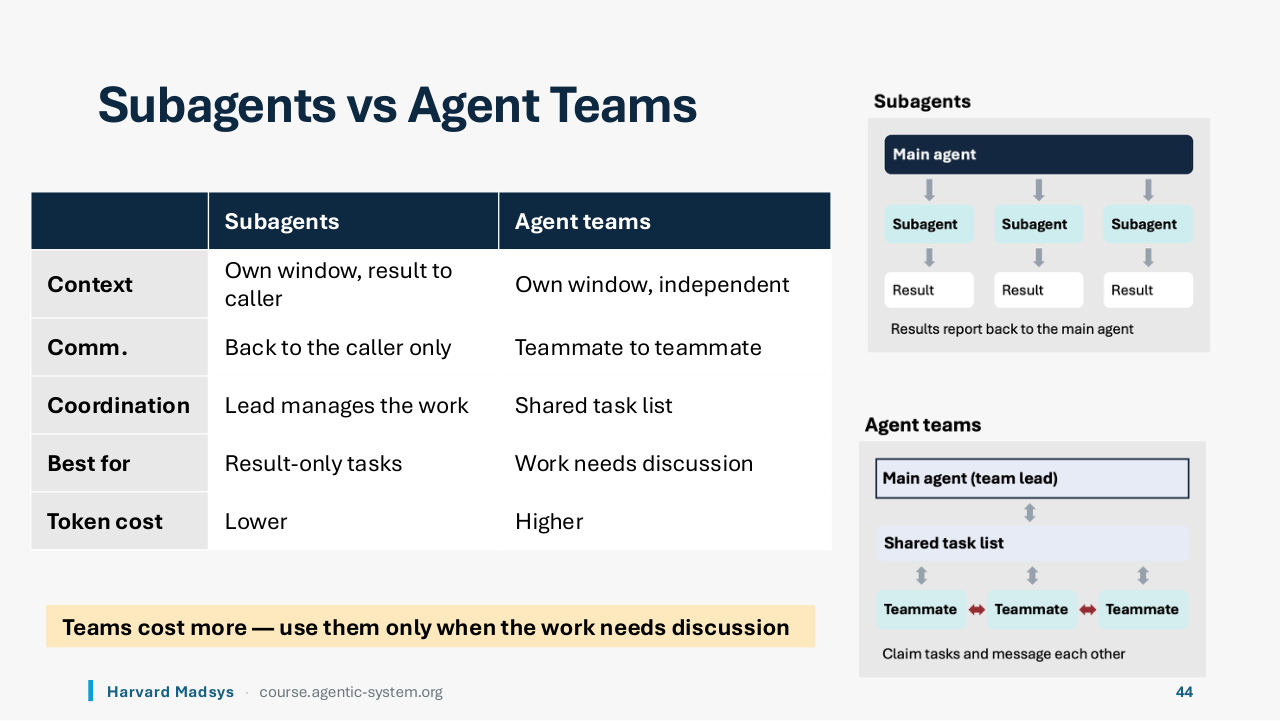 Subagents vs Agent Teams
Subagents
Agent teams
Context
Own window, result to
caller
Own window, independent
Comm.
Back to the caller only
Teammate to teammate
Coordination
Lead manages the work
Shared task list
Best for
Result-only tasks
Work needs discussion
Token cost
Lower
Higher
Teams cost more — use them only when the work needs discussion
Subagents
Main agent
Subagent
Subagent
Subagent
Result
Result
Result
Results report back to the main agent
Agent teams
Main agent (team lead)
Shared task list
Teammate
Teammate
Teammate
Claim tasks and message each other
Harvard Madsys · course.agentic-system.org
44